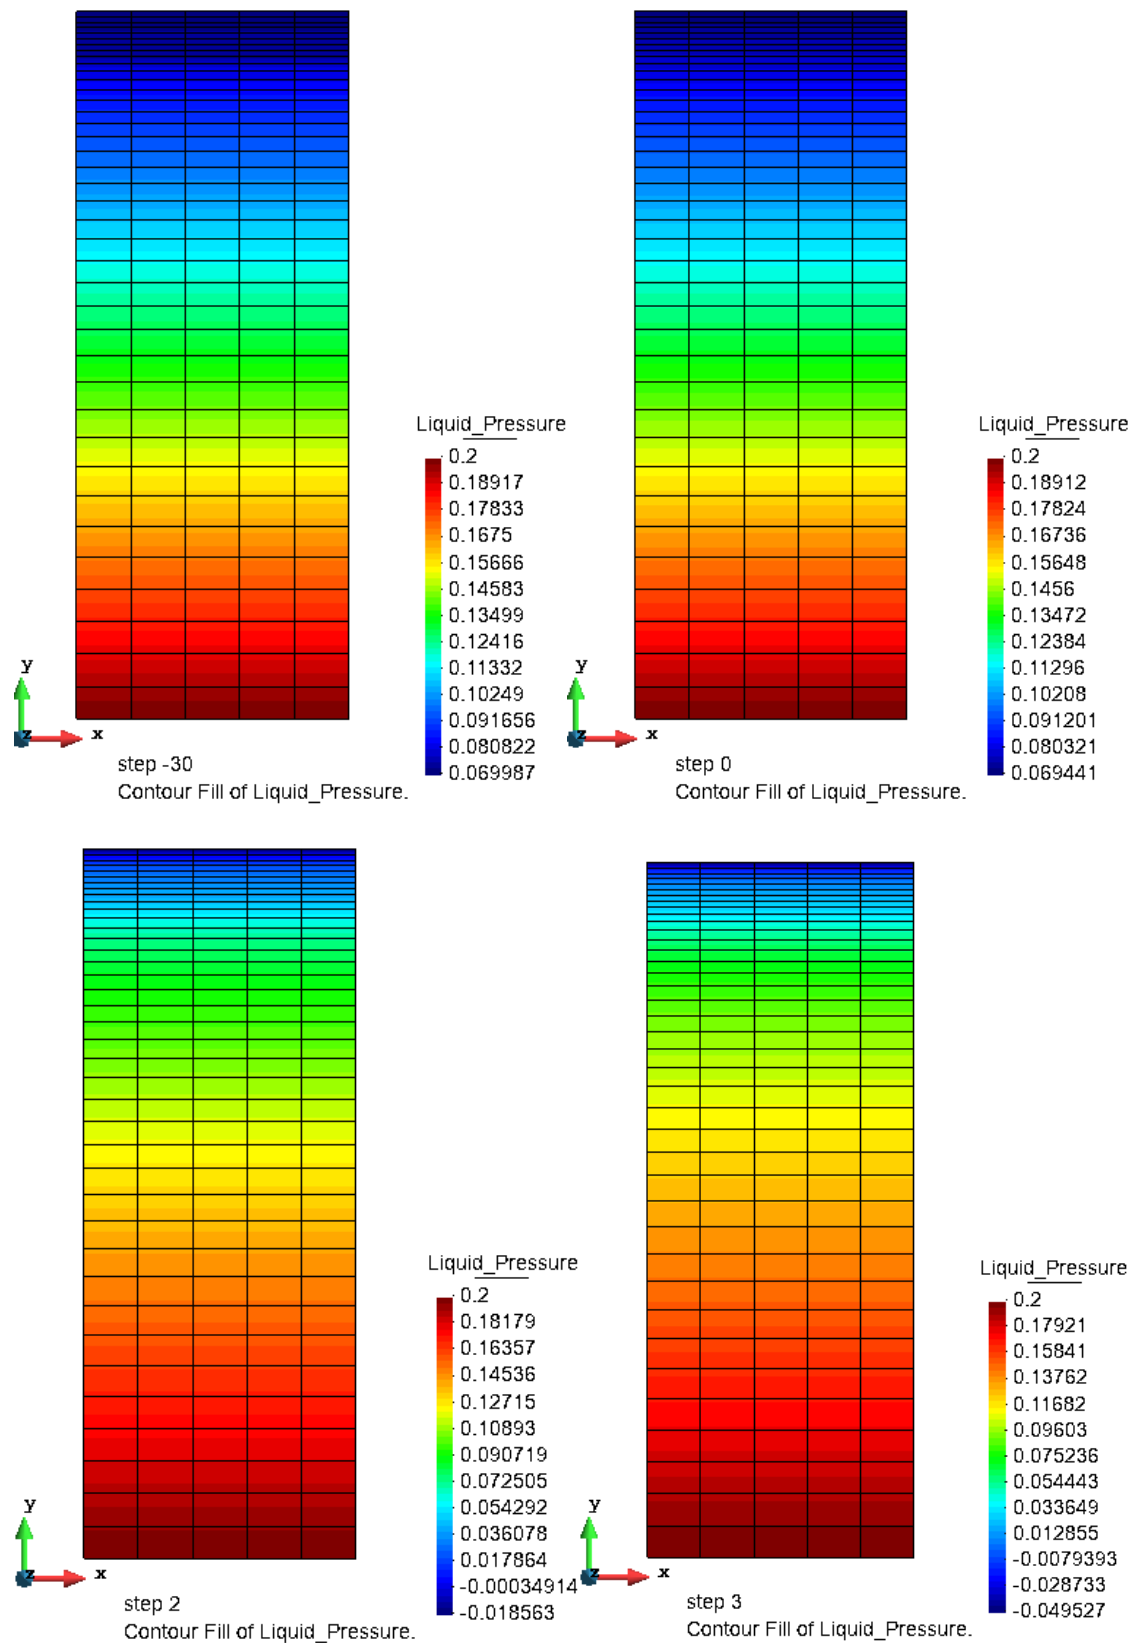 Liquid_Pressure
0.2
0.18917
0.17833
0.1675
0.15666
0.14583
0.13499
0.12416
0.11332
0.10249
0.091656
0.080822
0.069987
y
z
x
step -30
Contour Fill of Liquid_Pressure.
Liquid_Pressure
0.2
0.18912
0.17824
0.16736
0.15648
0.1456
0.13472
0.12384
0.11296
0.10208
0.091201
0.080321
0.069441
y
z
x
step 0
Contour Fill of Liquid_Pressure.
Liquid_Pressure
0.2
0.18179
0.16357
0.14536
0.12715
0.10893
0.090719
0.072505
0.054292
0.036078
0.017864
-0.00034914
-0.018563
y
z
x
step 2
Contour Fill of Liquid_Pressure.
Liquid_Pressure
0.2
0.17921
0.15841
0.13762
0.11682
0.09603
0.075236
0.054443
0.033649
0.012855
-0.0079393
-0.028733
-0.049527
y
z
x
step 3
Contour Fill of Liquid_Pressure.